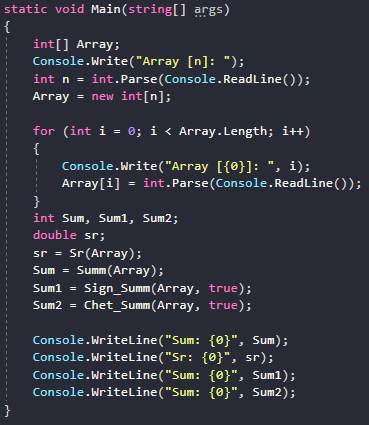 static void Main(string[] args)
{
int[] Array;
Console.Write("Array [n]: ");
int n = int.Parse(Console.ReadLine());
Array = new int[n];
for (int i = 0; i < Array.Length; i++)
{
Console.Write("Array [{0}]: ", i);
Array[i] = int.Parse(Console.ReadLine());
}
int Sum, Sum1, Sum2;
double sr;
sr = Sr(Array);
Sum = Summ(Array);
Sum1 = Sign_Summ(Array, true);
Sum2 = Chet_Summ(Array, true);
Console.WriteLine("Sum: {0}", Sum);
Console.WriteLine("Sr: {0}", sr);
Console.WriteLine("Sum: {0}", Sum1);
Console.WriteLine("Sum: {0}", Sum2);
}